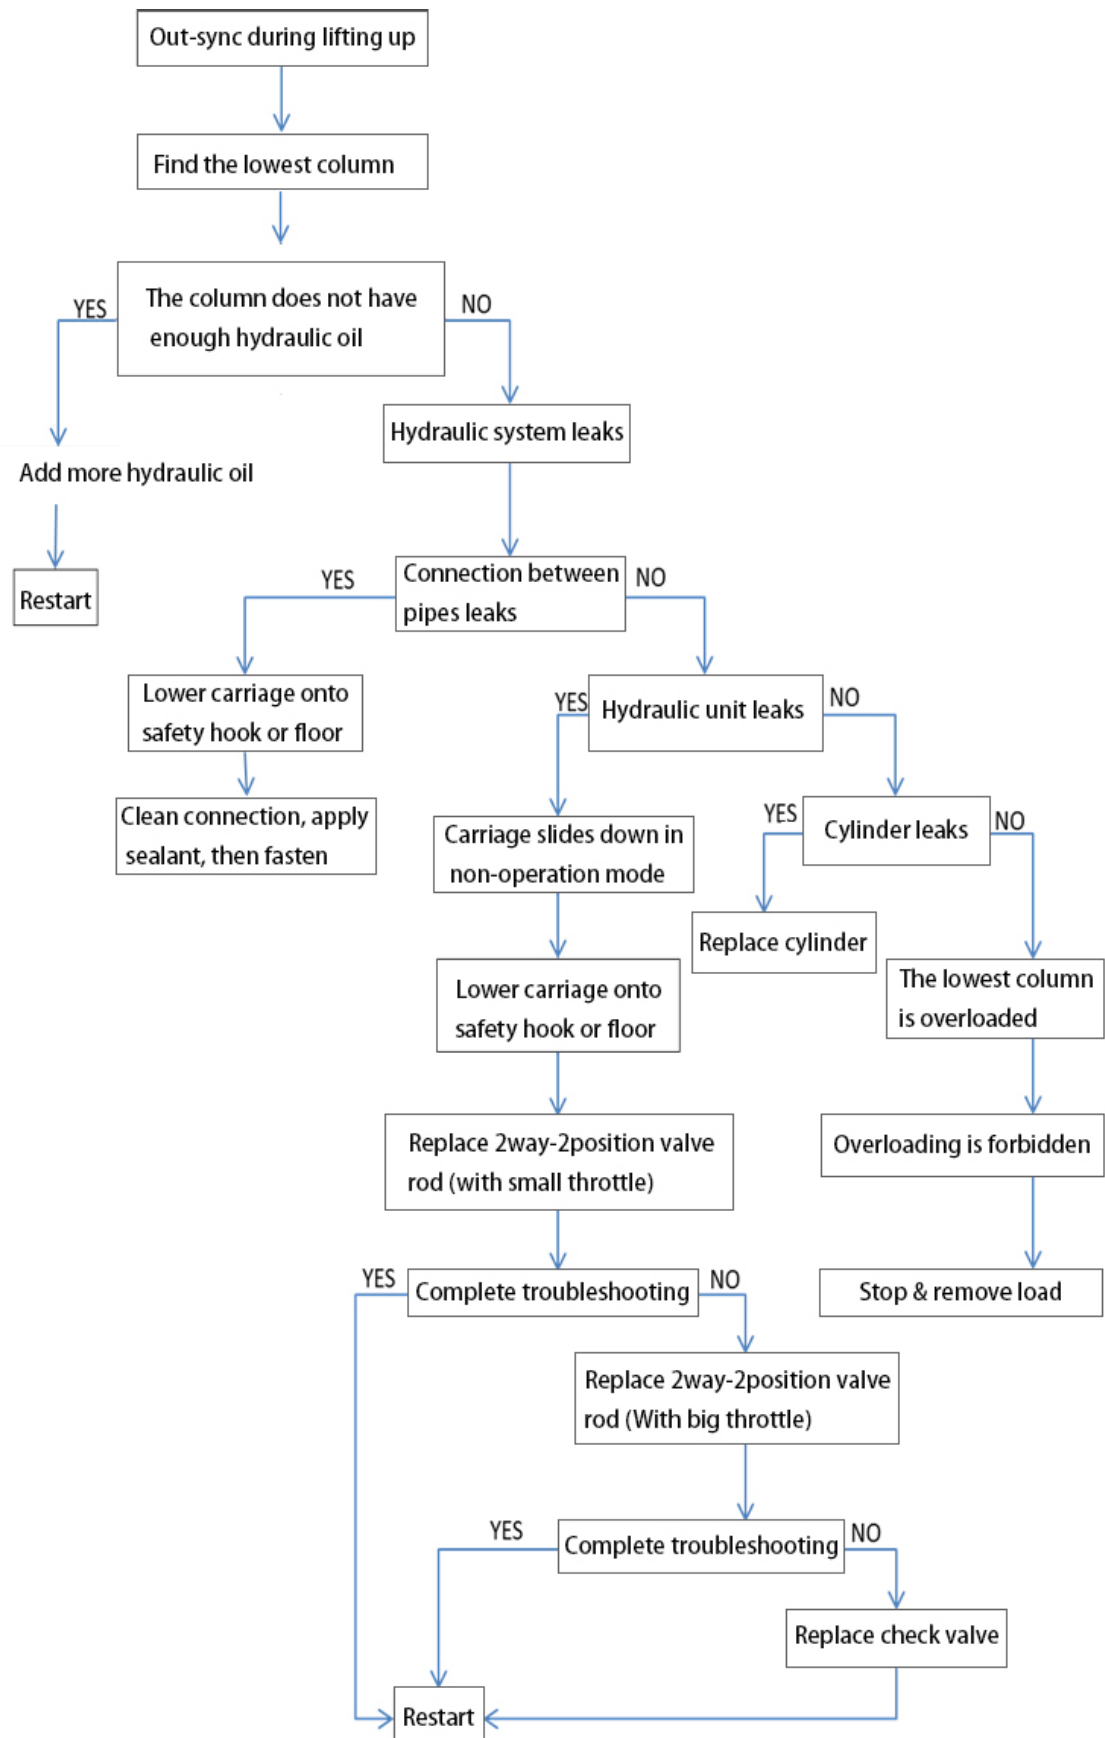 Out-sync during lifting up
Find the lowest column
The column does not have
enough hydraulic oil
YES
NO
Hydraulic system leaks
Add more hydraulic oil
Restart
Connection between
pipes leaks
YES
NO
Lower carriage onto
safety hook or floor
Clean connection, apply
sealant, then fasten
Hydraulic unit leaks
YES
NO
Carriage slides down in
non-operation mode
Cylinder leaks
YES
NO
Replace cylinder
Lower carriage onto
safety hook or floor
The lowest column
is overloaded
Replace 2way-2position valve
rod (with small throttle)
Overloading is forbidden
Complete troubleshooting
YES
NO
Stop & remove load
Replace 2way-2position valve
rod (With big throttle)
Complete troubleshooting
YES
NO
Replace check valve
Restart